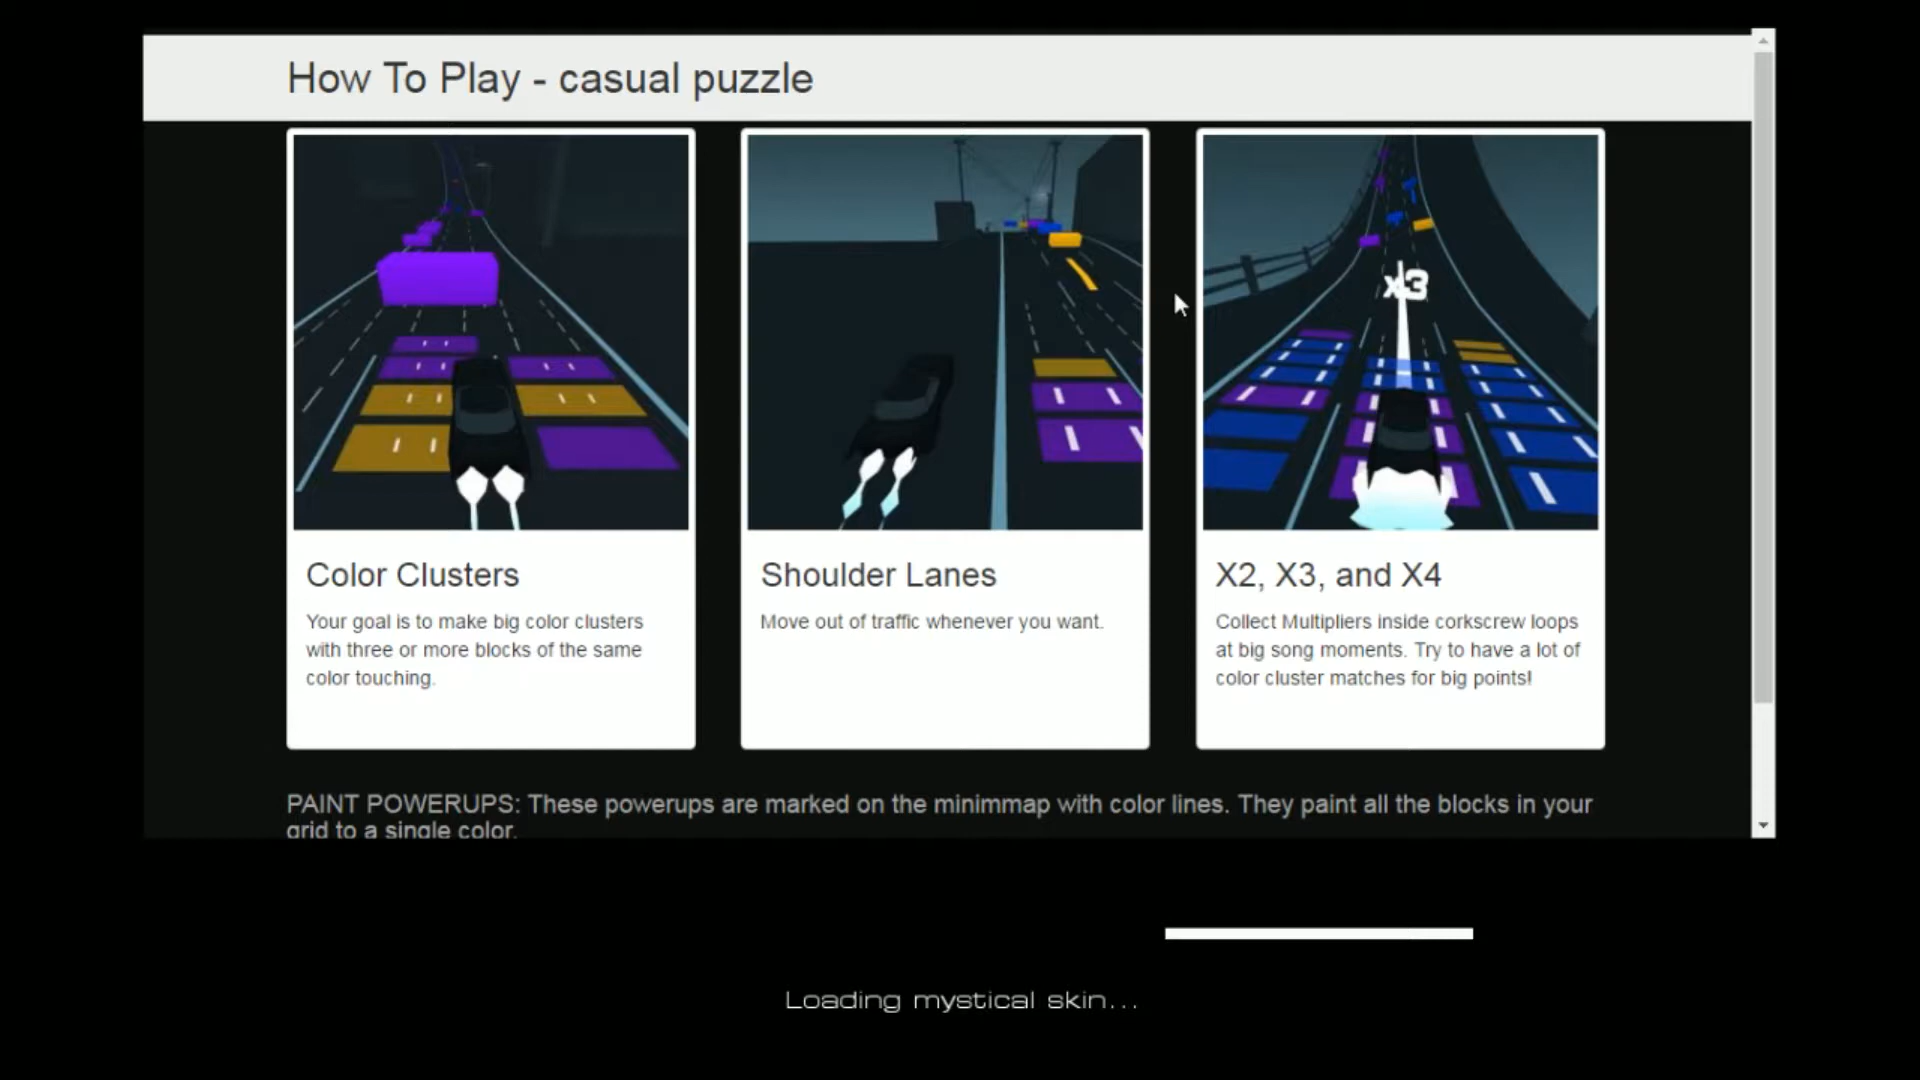 How To Play - casual puzzle
x3
Color Clusters
Your goal is to make big color clusters
with three or more blocks of the same
color touching.
Shoulder Lanes
Move out of traffic whenever you want.
X2, X3, and X4
Collect Multipliers inside corkscrew loops
at big song moments. Try to have a lot of
color cluster matches for big points!
PAINT POWERUPS: These powerups are marked on the minimmap with color lines. They paint all the blocks in your
grid to a single color.
Loading mystical skin...